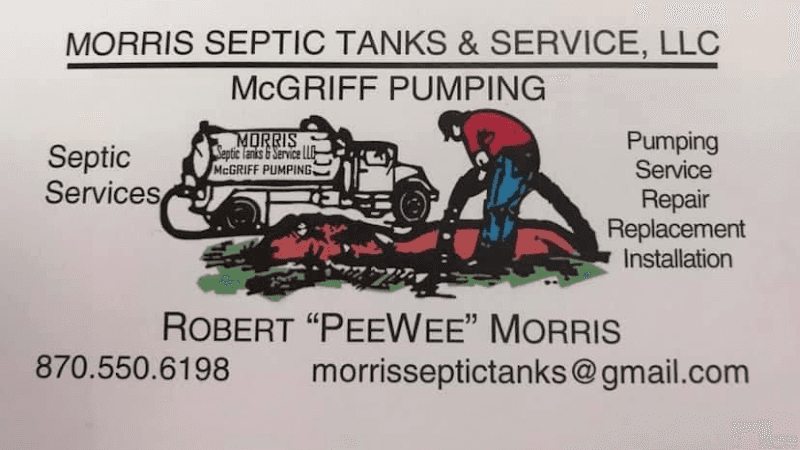 MORRIS SEPTIC TANKS & SERVICE, LLC
McGRIFF PUMPING
Septic
Services
MORRIS
Septic Tanks & Service LLC
McGRIFF PUMPING
Pumping
Service
Repair
Replacement
Installation
ROBERT “PEEWEE” MORRIS
870.550.6198
morrisseptictanks@gmail.com